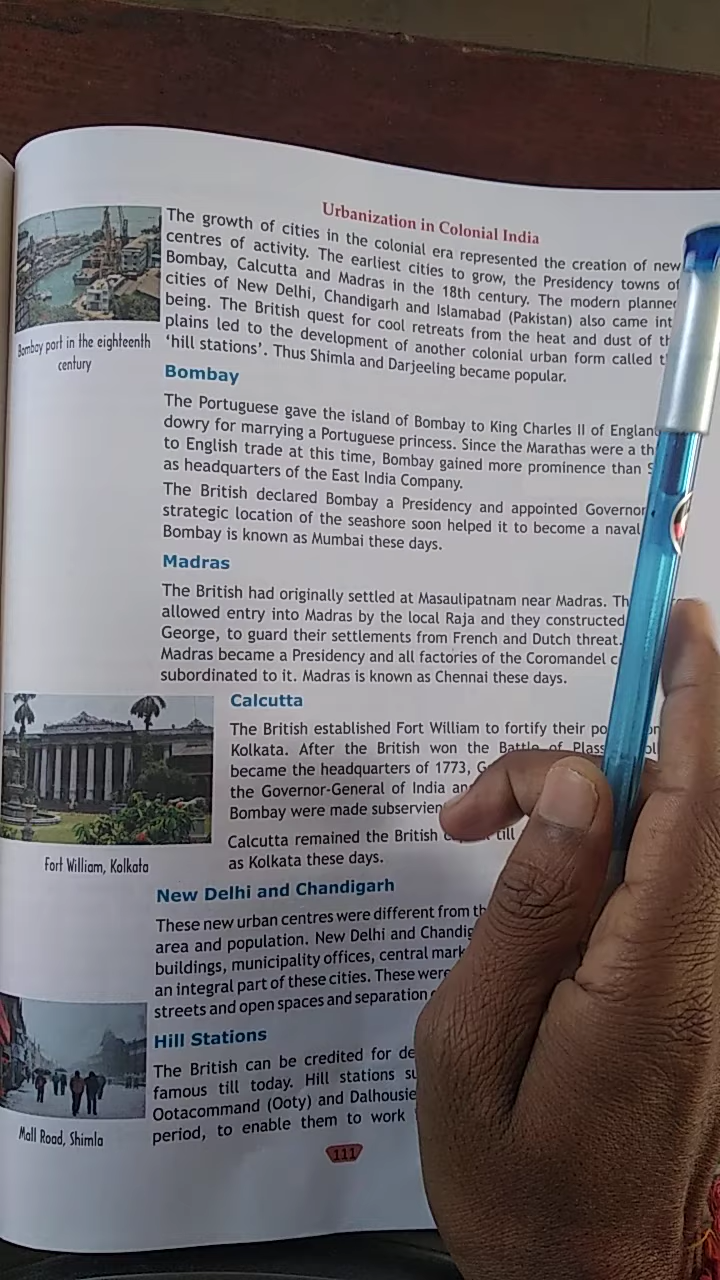 Urbanization in Colonial India
The growth of cities in the colonial era represented the creation of new
centres of activity. The earliest cities to grow, the Presidency towns of
Bombay, Calcutta and Madras in the 18th century. The modern
cities of New Delhi, Chandigarh and Islamabad (Pakistan) also came
being. The British quest for cool retreats from the heat and dust of
plains led to the development of another colonial urban form called
'hill stations'. Thus Shimla and Darjeeling became popular.
Bombay port in the eighteenth
century
Bombay
The Portuguese gave the island of Bombay to King Charles II of
dowry for marrying a Portuguese princess. Since the Marathas were a
to English trade at this time, Bombay gained more prominence than
as headquarters of the East India Company.
The British declared Bombay a Presidency and appointed Governor
strategic location of the seashore soon helped it to become a naval
Bombay is known as Mumbai these days.
Madras
The British had originally settled at Masaulipatnam near Madras.
allowed entry into Madras by the local Raja and they constructed
George, to guard their settlements from French and Dutch threat.
Madras became a Presidency and all factories of the Coromandel
subordinated to it. Madras is known as Chennai these days.
Calcutta
The British established Fort William to fortify their
Kolkata. After the British won the Battle of
became the headquarters of 1773,
the Governor-General of India
Bombay were made
Calcutta remained the British till
as Kolkata these days.
Fort William, Kolkata
New Delhi and Chandigarh
These new urban centres were different from
area and population. New Delhi and
buildings, municipality offices, central
an integral part of these cities. These were
streets and open spaces and separation
Hill Stations
The British can be credited for
famous till today. Hill stations
Ootacommand (Ooty) and Dalhousie
period, to enable them to work
Mall Road, Shimla
111